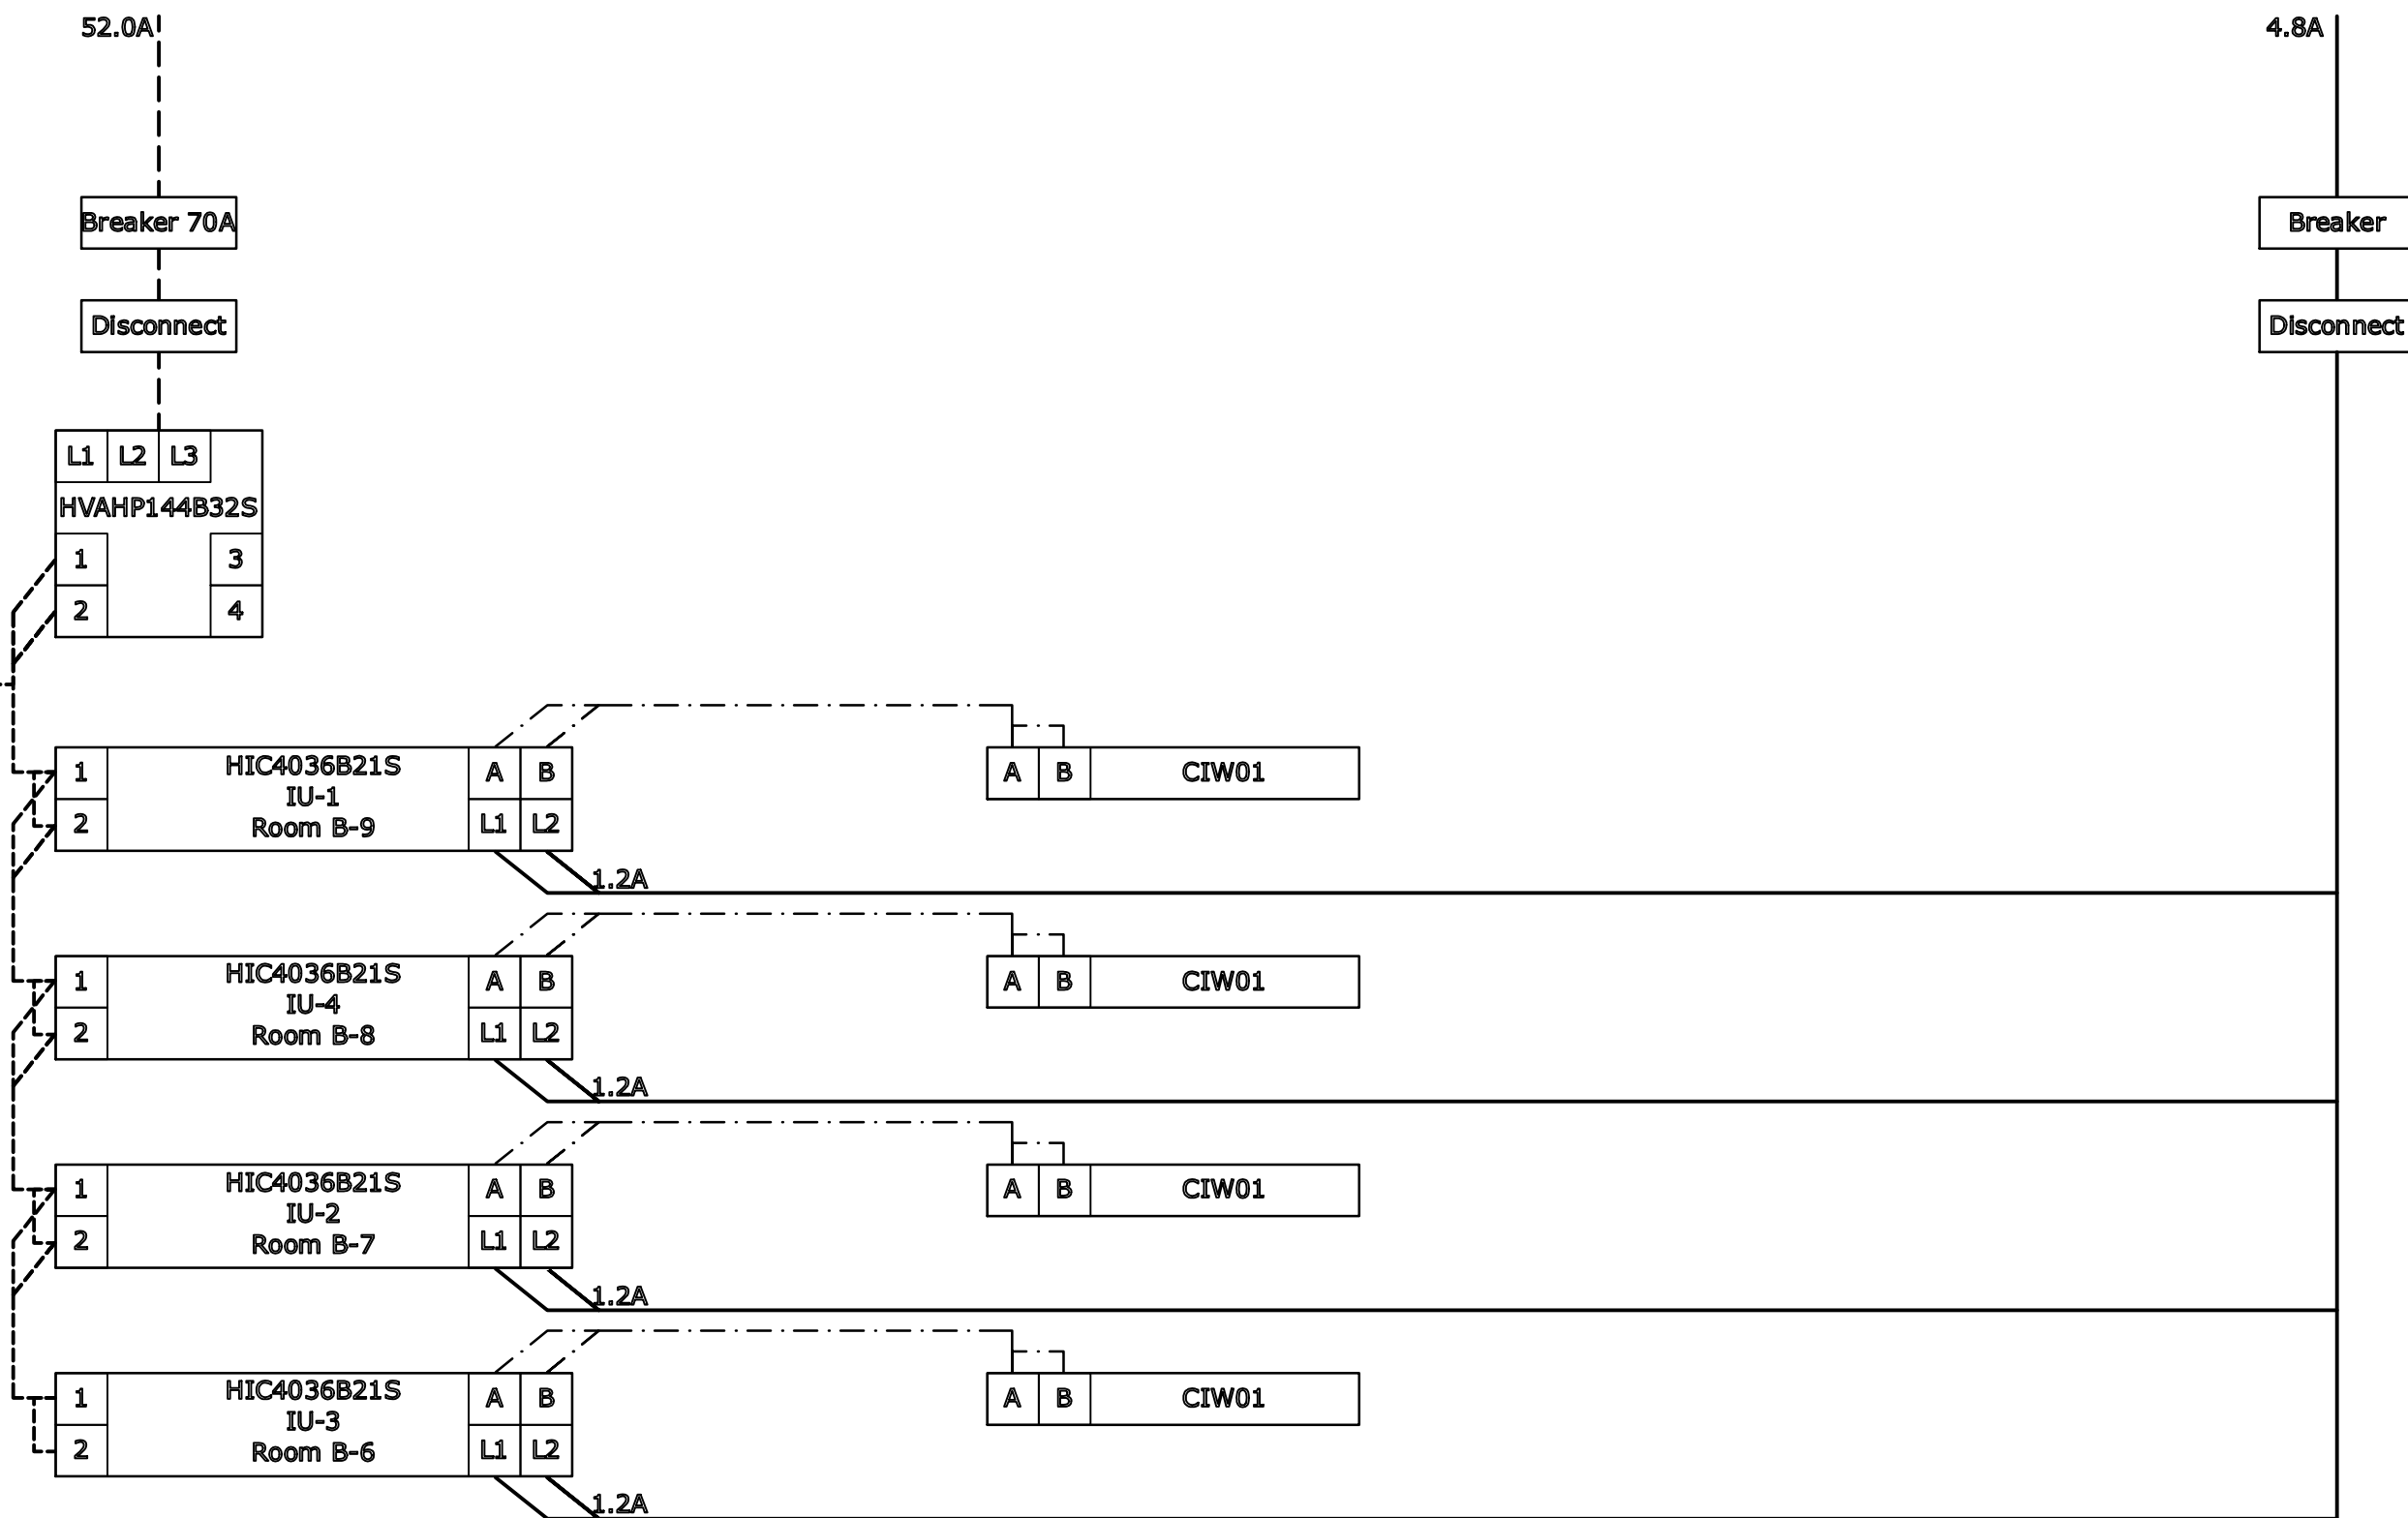 52.0A
4.8A
Breaker 70A
Breaker
Disconnect
Disconnect
L1 L2 L3
HVAHP144B32S
1 3
2 4
1 HIC4036B21S A B A B CIW01
IU-1
2 Room B-9 L1 L2
1.2A
1 HIC4036B21S A B A B CIW01
IU-4
2 Room B-8 L1 L2
1.2A
1 HIC4036B21S A B A B CIW01
IU-2
2 Room B-7 L1 L2
1.2A
1 HIC4036B21S A B A B CIW01
IU-3
2 Room B-6 L1 L2
1.2A